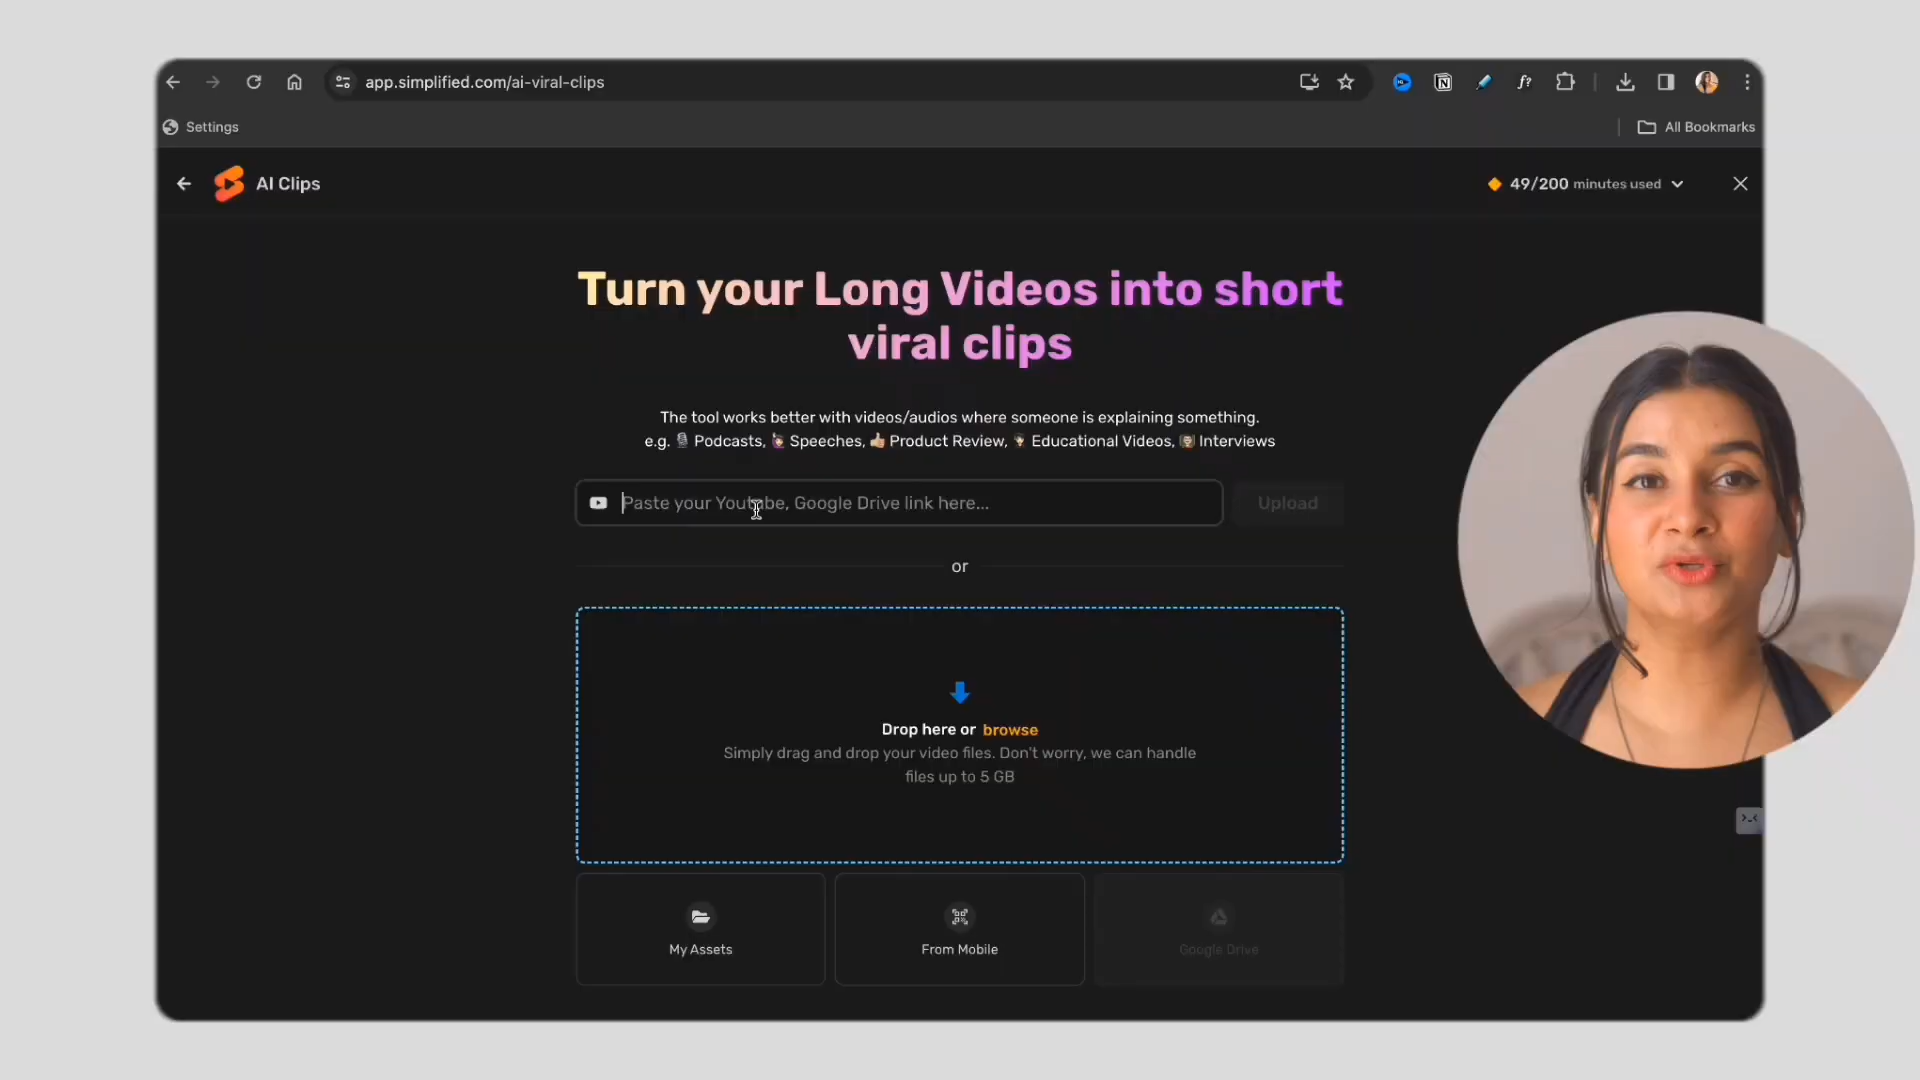 app.simplified.com/ai-viral-clips
Settings
All Bookmarks
AI Clips
49/200 minutes used
Turn your Long Videos into short
viral clips
The tool works better with videos/audios where someone is explaining something.
e.g. Podcasts, Speeches, Product Review, Educational Videos, Interviews
Paste your Youtube, Google Drive link here...
Upload
or
Drop here or browse
Simply drag and drop your video files. Don't worry, we can handle
files up to 5 GB
My Assets
From Mobile
Google Drive